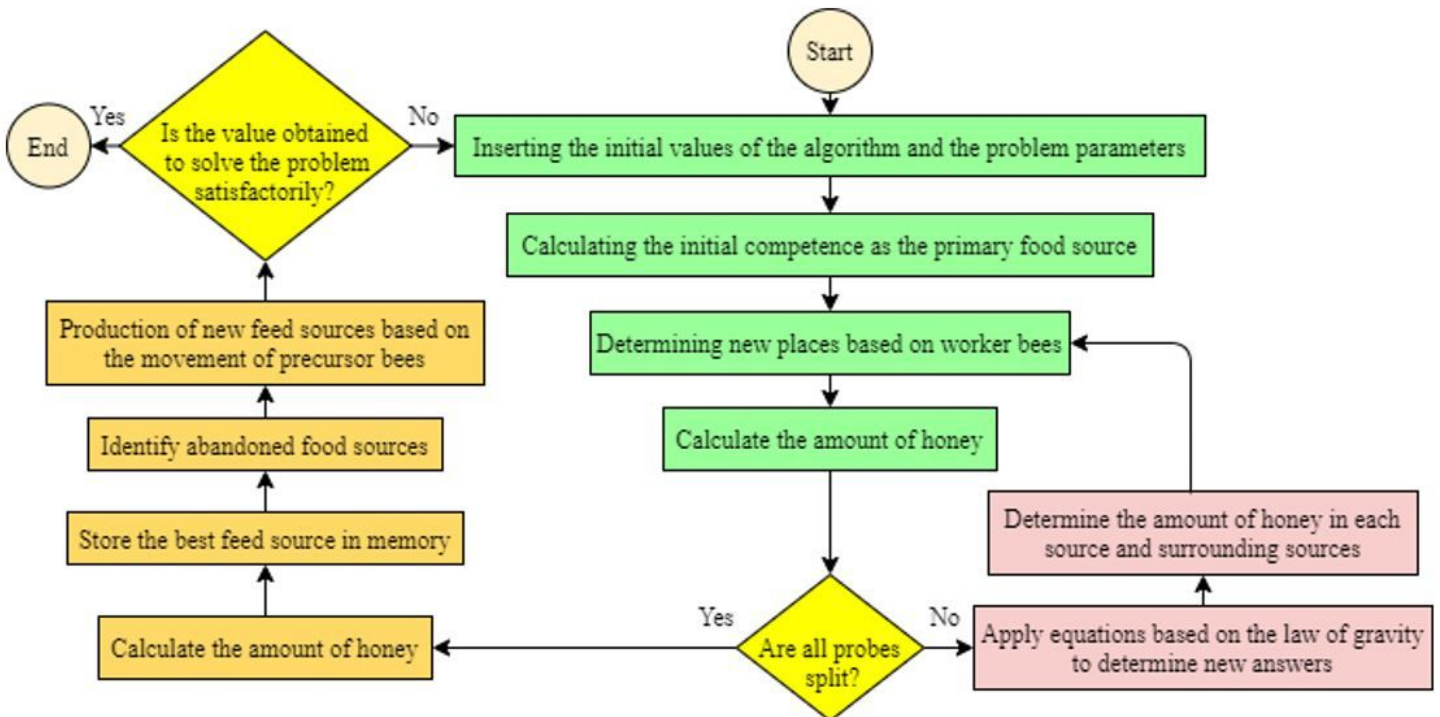 Start
Inserting the initial values of the algorithm and the problem parameters
Calculating the initial competence as the primary food source
Determining new places based on worker bees
Calculate the amount of honey
Are all probes
split?
No
Apply equations based on the law of gravity
to determine new answers
Determine the amount of honey in each
source and surrounding sources
Yes
Calculate the amount of honey
Store the best feed source in memory
Identify abandoned food sources
Production of new feed sources based on
the movement of precursor bees
Is the value obtained
to solve the problem
satisfactorily?
No
Yes
End